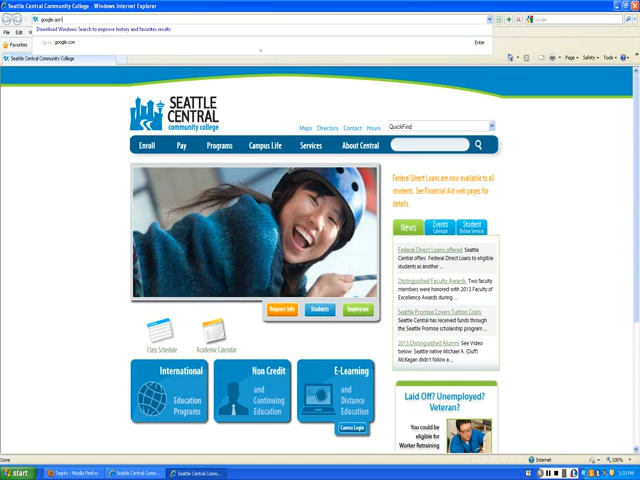 Seattle Central Community College - Windows Internet Explorer
Google
Download Windows Search to improve history and favorites results
Go to google.com
Enter
File
Edit
Favorites
Seattle Central Community College
Page
Safety
Tools
SEATTLE
CENTRAL
community college
Maps Directory Contact Hours
QuickFind
Enroll Pay Programs Campus Life Services About Central
Federal Direct Loans are now available to all
students. See Financial Aid web pages for
details.
News
Events
Calendar
Student
Online Services
Federal Direct Loans offered Seattle
Central offers Federal Direct Loans to eligible
students as another ...
Distinguished Faculty Awards Two faculty
members were honored with 2013 Faculty of
Excellence Awards during ...
Seattle Promise Covers Tuition Costs
Seattle Central has received funds through
the Seattle Promise scholarship program ...
2013 Distinguished Alumni See Video
below: Seattle native Michael A. (Duff)
McKagan didn't follow a ...
Request Info
Students
Employees
Class Schedule
Academic Calendar
International
Education
Programs
Non Credit
and
Continuing
Education
E-Learning
and
Distance
Education
Canvas Login
Laid Off? Unemployed?
Veteran?
You could be
eligible for
Worker Retraining
Done
Internet
100%
start
Mozilla Firefox
Seattle Central Comm...
Seattle Central Comm...
3:33 PM